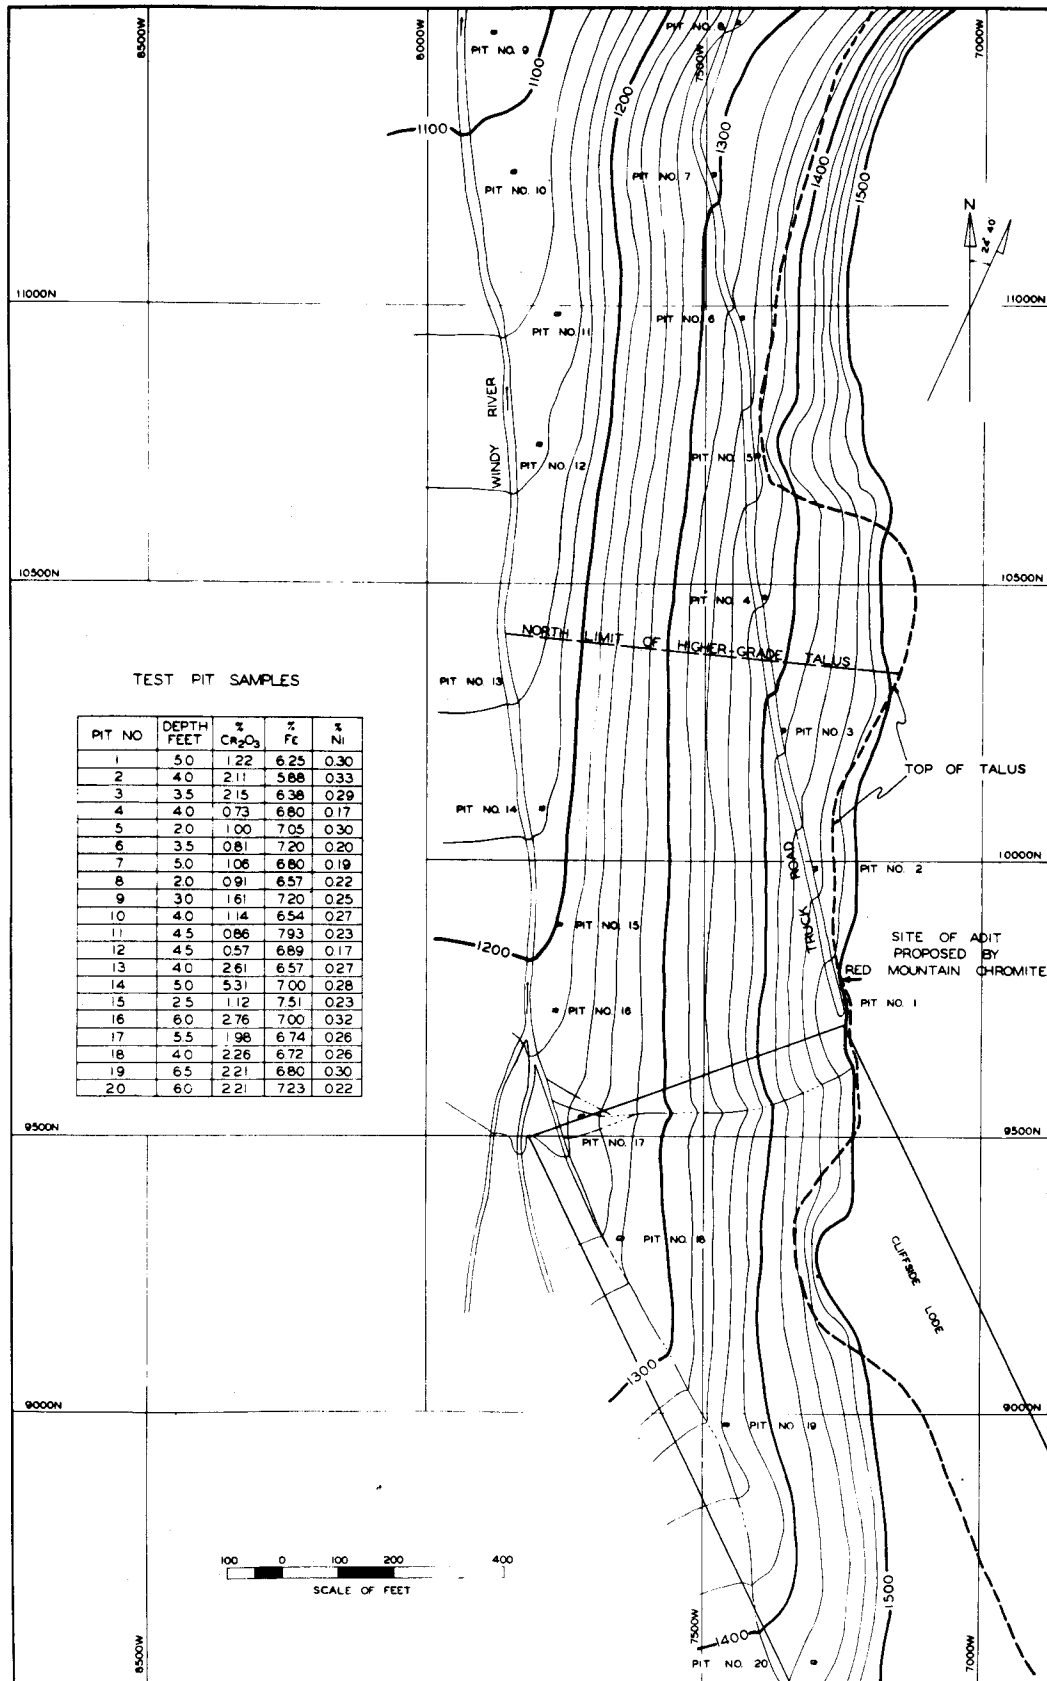 8500W
8000W
7500W
7000W
PIT NO. 8
PIT NO. 9
1100
1100
1200
1300
1400
1500
PIT NO. 7
PIT NO. 10
N
24° 40'
11000N
11000N
PIT NO. 6
PIT NO. 11
WINDY RIVER
PIT NO. 5
PIT NO. 12
10500N
10500N
PIT NO. 4
NORTH LIMIT OF HIGHER-GRADE TALUS
PIT NO. 13
PIT NO. 3
TOP OF TALUS
TEST PIT SAMPLES
PIT NO DEPTH FEET % CR2O3 % FE % NI
1 5.0 1.22 6.25 0.30
2 4.0 2.11 5.88 0.33
3 3.5 2.15 6.38 0.29
4 4.0 0.73 6.80 0.17
5 2.0 1.00 7.05 0.30
6 3.5 0.81 7.20 0.20
7 5.0 1.06 6.80 0.19
8 2.0 0.91 6.57 0.22
9 3.0 1.61 7.20 0.25
10 4.0 1.14 6.54 0.27
11 4.5 0.86 7.93 0.23
12 4.5 0.57 6.89 0.17
13 4.0 2.61 6.57 0.27
14 5.0 5.31 7.00 0.28
15 2.5 1.12 7.51 0.23
16 6.0 2.76 7.00 0.32
17 5.5 1.98 6.74 0.26
18 4.0 2.26 6.72 0.26
19 6.5 2.21 6.80 0.30
20 6.0 2.21 7.23 0.22
PIT NO. 14
10000N
10000N
TRUCK ROAD
PIT NO. 2
PIT NO. 15
1200
SITE OF ADIT
PROPOSED BY
RED MOUNTAIN CHROMITE
PIT NO. 1
PIT NO. 16
9500N
9500N
PIT NO. 17
PIT NO. 18
CLIFFSIDE LODE
1300
9000N
9000N
PIT NO. 19
100 0 100 200 400
SCALE OF FEET
1400
1500
PIT NO. 20
8500W
7500W
7000W